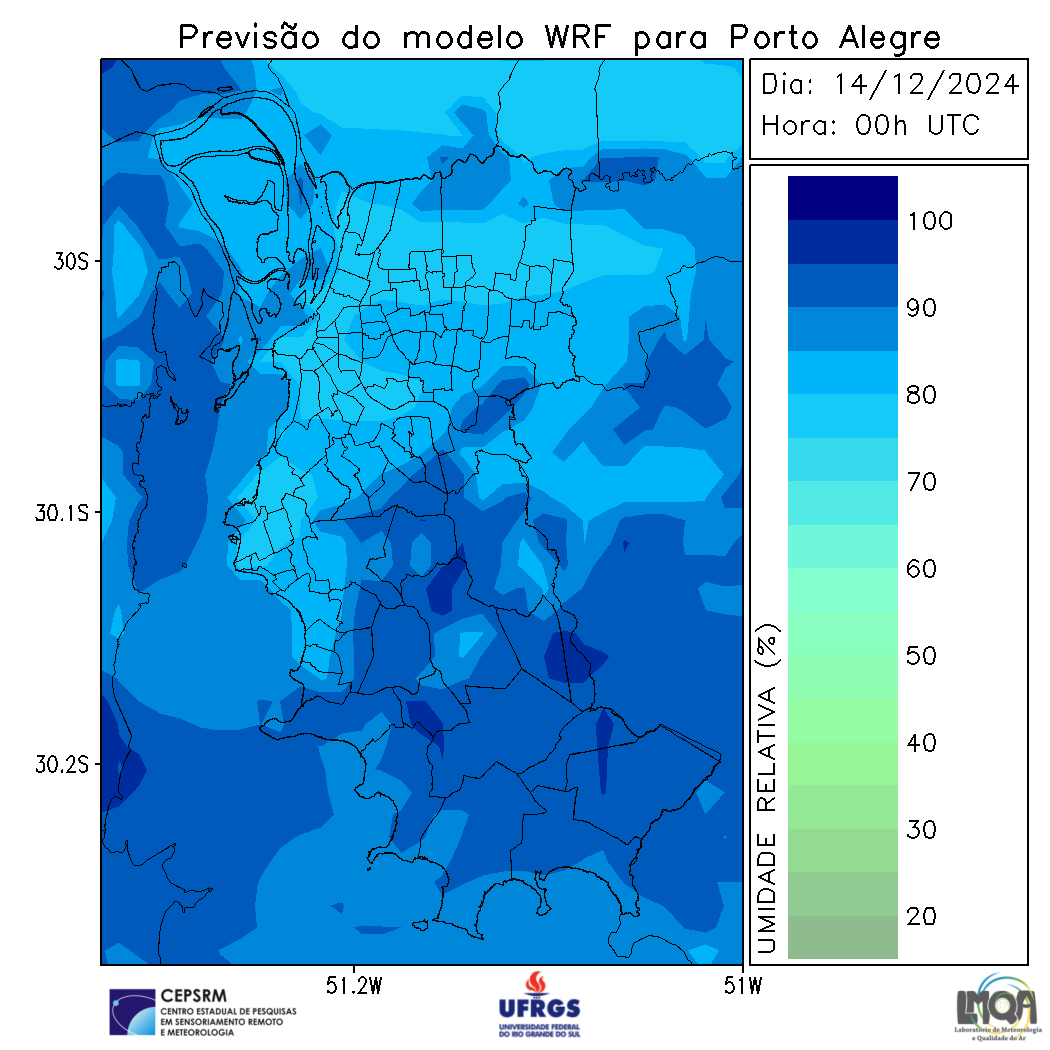 Previsão do modelo WRF para Porto Alegre
Dia: 14/12/2024
Hora: 00h UTC
30S
30.1S
30.2S
51.2W
51W
UMIDADE RELATIVA (%)
100
90
80
70
60
50
40
30
20
CEPSRM
CENTRO ESTADUAL DE PESQUISAS
EM SENSORIAMENTO REMOTO
E METEOROLOGIA
UFRGS
UNIVERSIDADE FEDERAL
DO RIO GRANDE DO SUL
LMQA
Laboratório de Meteorologia
e Qualidade do Ar